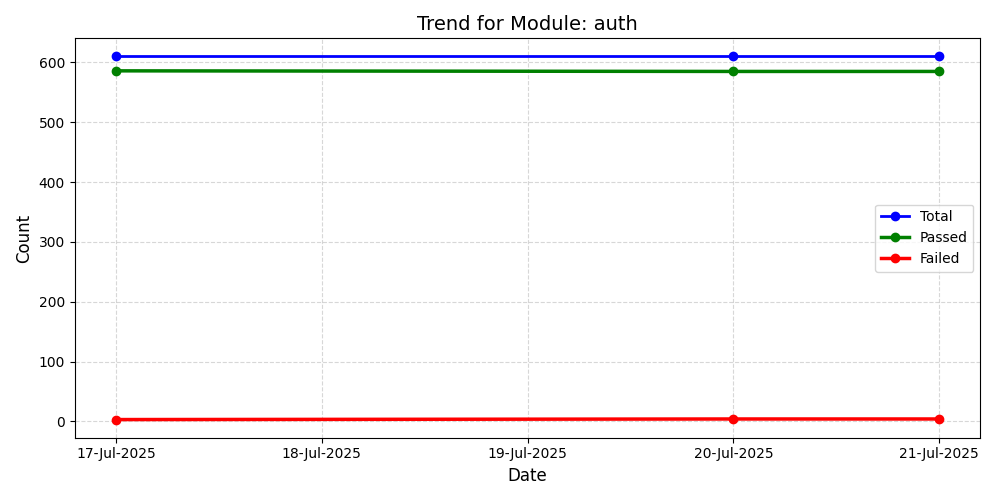 Trend for Module: auth
600
500
400
300
200
100
0
Count
Total
Passed
Failed
17-Jul-2025
18-Jul-2025
19-Jul-2025
20-Jul-2025
21-Jul-2025
Date